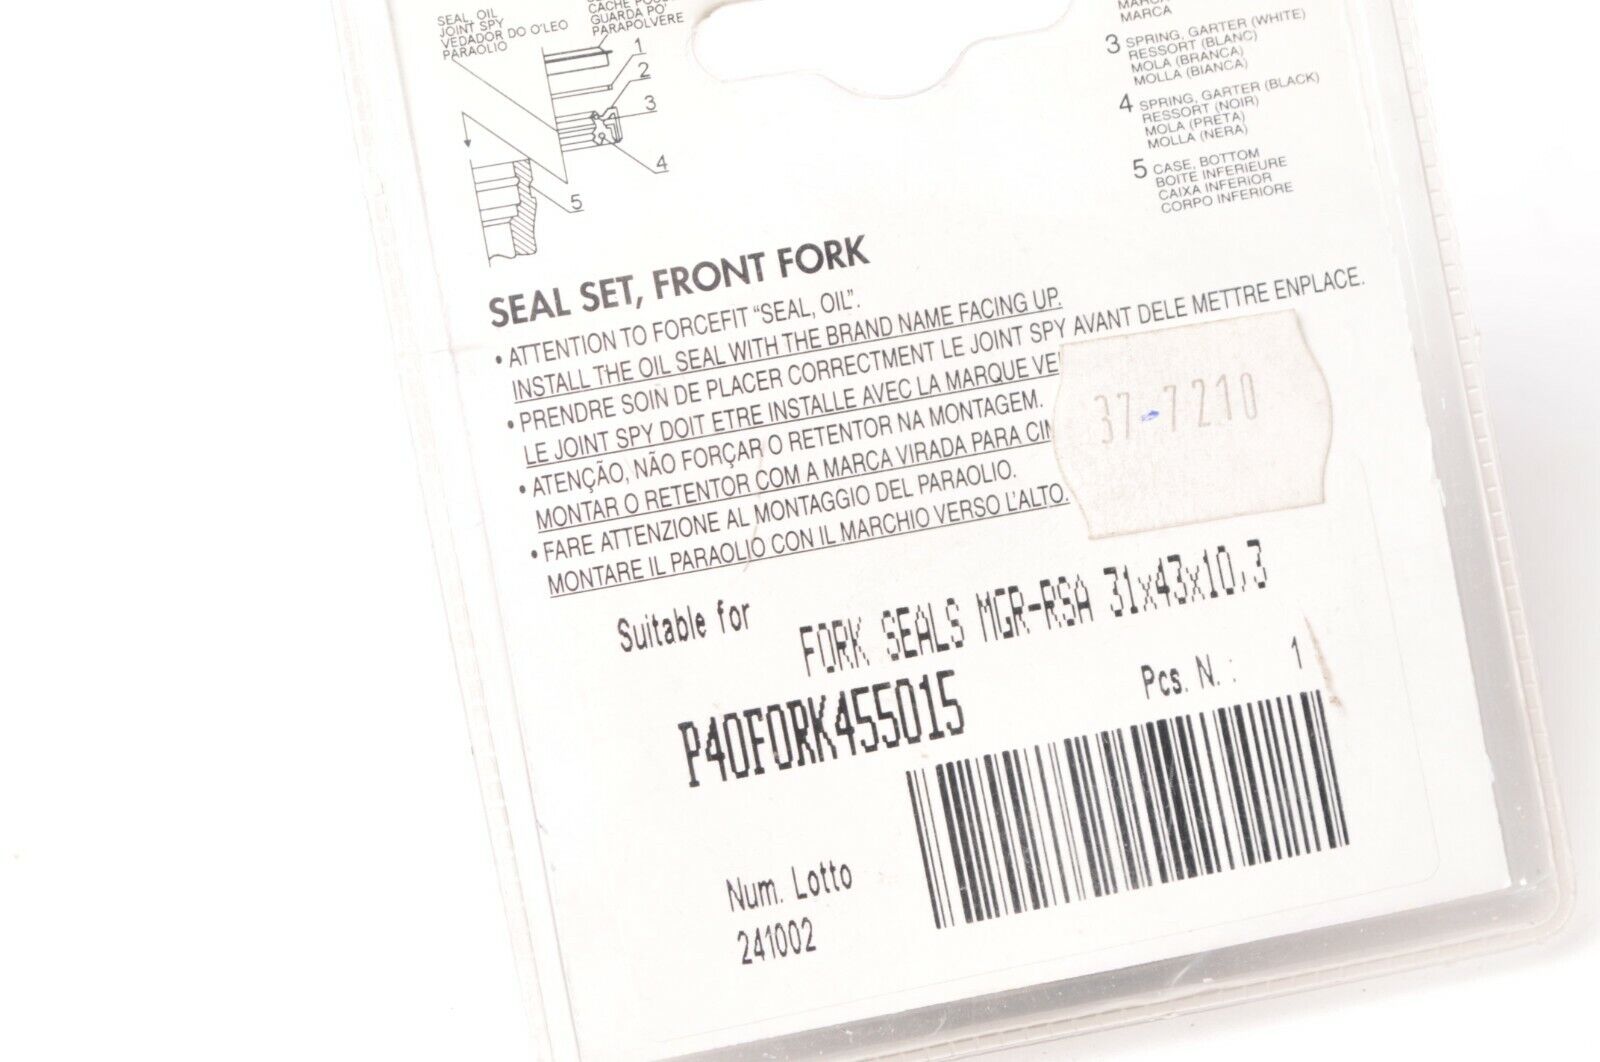 SEAL, OIL
JOINT SPY
VEDADOR DO O'LEO
PARAOLIO
GUARDA PO'
PARAPOLVERE
1
2
3
4
5
MARCA
3 SPRING, GARTER (WHITE)
RESSORT (BLANC)
MOLA (BRANCA)
MOLLA (BIANCA)
4 SPRING, GARTER (BLACK)
RESSORT (NOIR)
MOLA (PRETA)
MOLLA (NERA)
5 CASE, BOTTOM
BOITE INFERIEURE
CAIXA INFERIOR
CORPO INFERIORE
SEAL SET, FRONT FORK
• ATTENTION TO FORCEFIT "SEAL, OIL".
INSTALL THE OIL SEAL WITH THE BRAND NAME FACING UP.
• PRENDRE SOIN DE PLACER CORRECTMENT LE JOINT SPY AVANT DELE METTRE ENPLACE.
LE JOINT SPY DOIT ETRE INSTALLE AVEC LA MARQUE
• ATENÇÃO, NÃO FORÇAR O RETENTOR NA MONTAGEM.
MONTAR O RETENTOR COM A MARCA VIRADA PARA
• FARE ATTENZIONE AL MONTAGGIO DEL PARAOLIO.
MONTARE IL PARAOLIO CON IL MARCHIO VERSO L'ALTO.
37-7210
Suitable for
FORK SEALS MGR-RSA 31x43x10,3
P40FORK455015
Pcs. N. : 1
Num. Lotto
241002